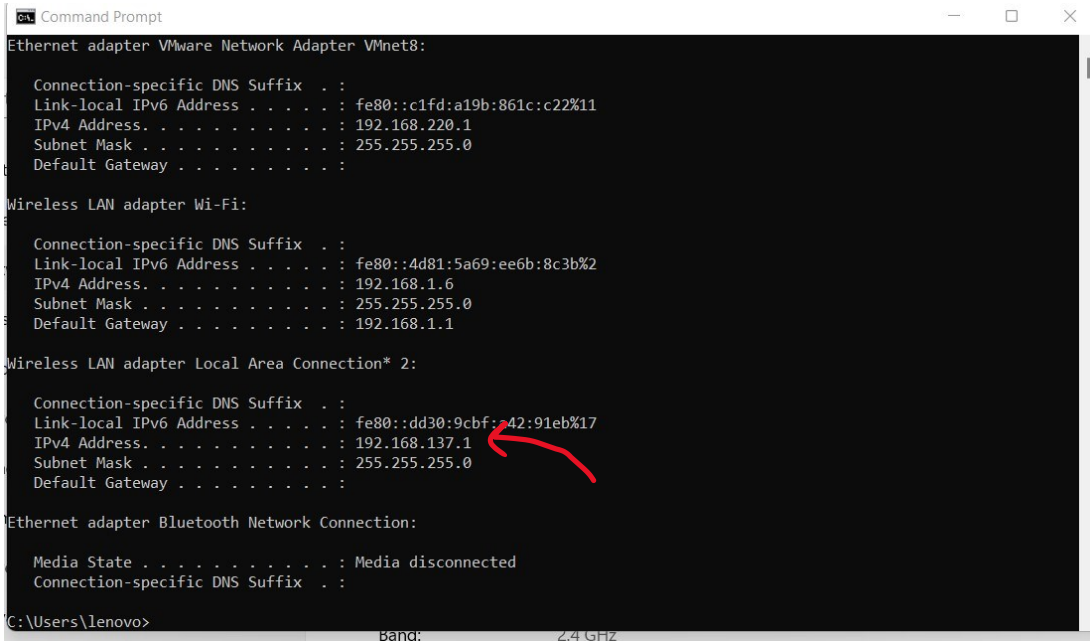 Command Prompt
Ethernet adapter VMware Network Adapter VMnet8:
Connection-specific DNS Suffix . :
Link-local IPv6 Address . . . . . : fe80::c1fd:a19b:861c:c22%11
IPv4 Address. . . . . . . . . . . : 192.168.220.1
Subnet Mask . . . . . . . . . . . : 255.255.255.0
Default Gateway . . . . . . . . . :
Wireless LAN adapter Wi-Fi:
Connection-specific DNS Suffix . :
Link-local IPv6 Address . . . . . : fe80::4d81:5a69:ee6b:8c3b%2
IPv4 Address. . . . . . . . . . . : 192.168.1.6
Subnet Mask . . . . . . . . . . . : 255.255.255.0
Default Gateway . . . . . . . . . : 192.168.1.1
Wireless LAN adapter Local Area Connection* 2:
Connection-specific DNS Suffix . :
Link-local IPv6 Address . . . . . :
IPv4 Address. . . . . . . . . . . : 192.168.137.1
Subnet Mask . . . . . . . . . . . : 255.255.255.0
Default Gateway . . . . . . . . . :
Ethernet adapter Bluetooth Network Connection:
Media State . . . . . . . . . . . : Media disconnected
Connection-specific DNS Suffix . :
C:\Users\lenovo>
Band: 2.4 GHz